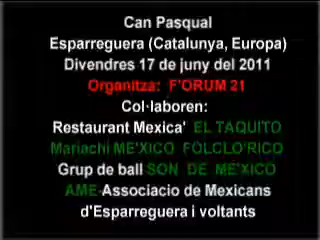 Can Pasqual
Esparreguera (Catalunya, Europa)
Divendres 17 de juny del 2011
Organitza: F'ORUM 21
Col·laboren:
Restaurant Mexica' EL TAQUITO
Mariachi ME'XICO FOLCLO'RICO
Grup de ball SON DE ME'XICO
AME-Associacio de Mexicans
d'Esparreguera i voltants